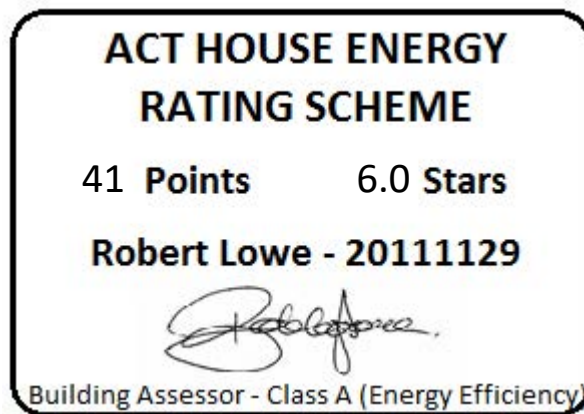 ACT HOUSE ENERGY
RATING SCHEME
41 Points 6.0 Stars
Robert Lowe - 20111129
Building Assessor - Class A (Energy Efficiency)